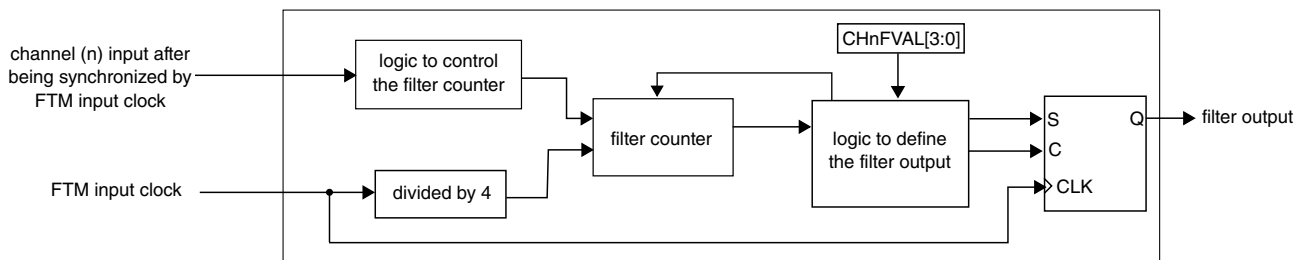 channel (n) input after
being synchronized by
FTM input clock
logic to control
the filter counter
CHnFVAL[3:0]
filter counter
logic to define
the filter output
S
Q
C
CLK
filter output
FTM input clock
divided by 4